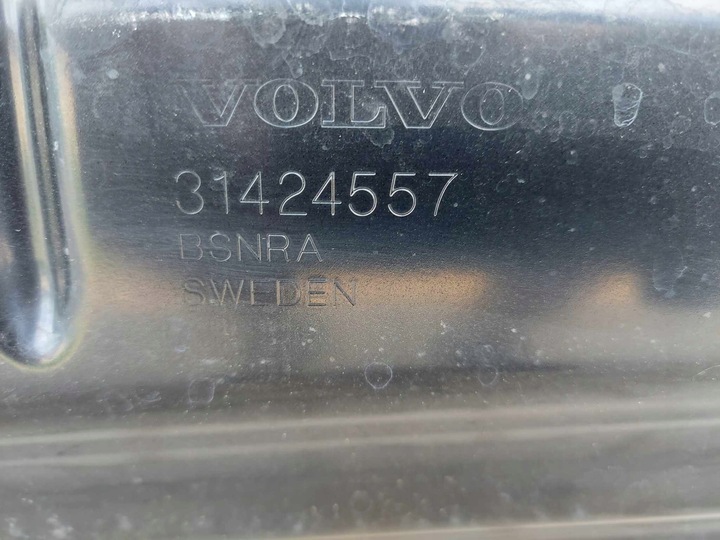 VOLVO
31424557
BSNRA
SWEDEN